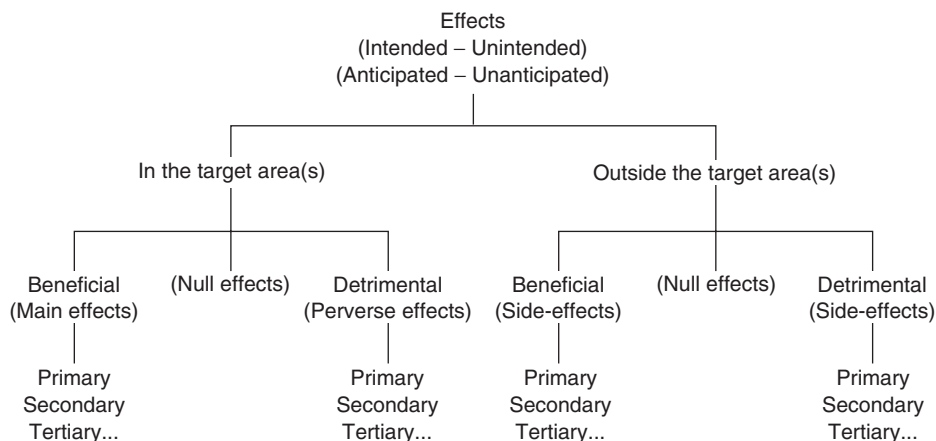 Effects
(Intended – Unintended)
(Anticipated – Unanticipated)
In the target area(s)
Outside the target area(s)
Beneficial
(Main effects)
(Null effects)
Detrimental
(Perverse effects)
Beneficial
(Side-effects)
(Null effects)
Detrimental
(Side-effects)
Primary
Secondary
Tertiary...
Primary
Secondary
Tertiary...
Primary
Secondary
Tertiary...
Primary
Secondary
Tertiary...